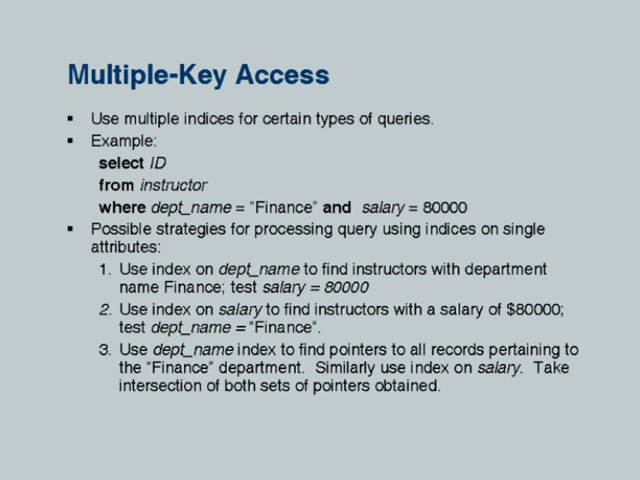 Multiple-Key Access
▪ Use multiple indices for certain types of queries.
▪ Example:
select ID
from instructor
where dept_name = "Finance" and salary = 80000
▪ Possible strategies for processing query using indices on single
attributes:
1. Use index on dept_name to find instructors with department
name Finance; test salary = 80000
2. Use index on salary to find instructors with a salary of $80000;
test dept_name = "Finance".
3. Use dept_name index to find pointers to all records pertaining to
the "Finance" department. Similarly use index on salary. Take
intersection of both sets of pointers obtained.